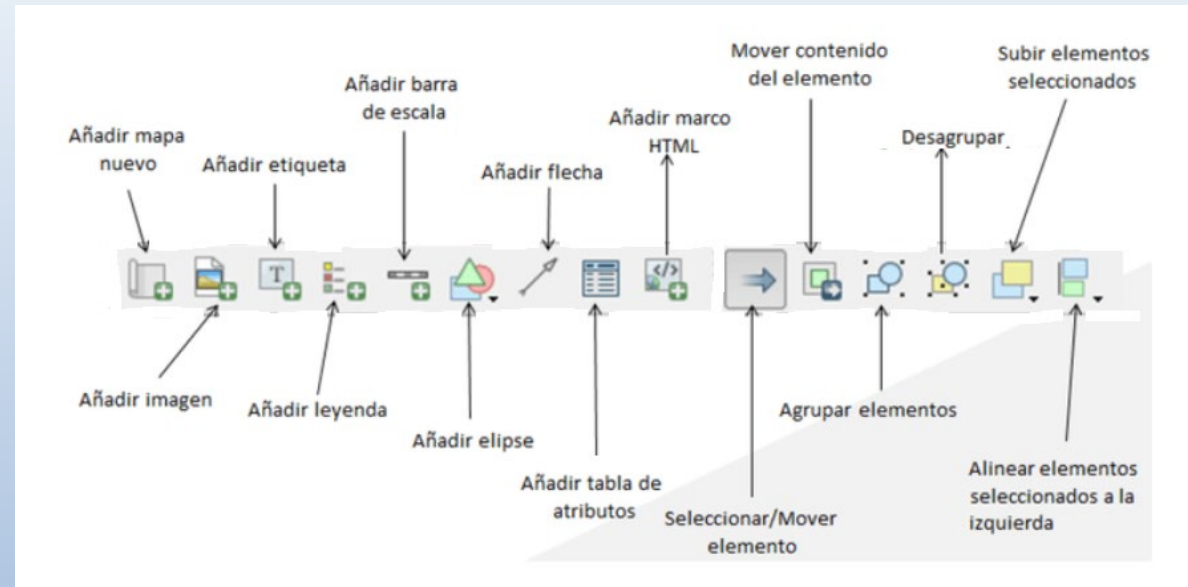 Mover contenido
del elemento
Subir elementos
seleccionados
Añadir barra
de escala
Añadir marco
HTML
Añadir mapa
nuevo
Añadir etiqueta
Añadir flecha
Desagrupar
T
</>
Añadir imagen
Añadir leyenda
Añadir elipse
Agrupar elementos
Añadir tabla de
atributos
Seleccionar/Mover
elemento
Alinear elementos
seleccionados a la
izquierda